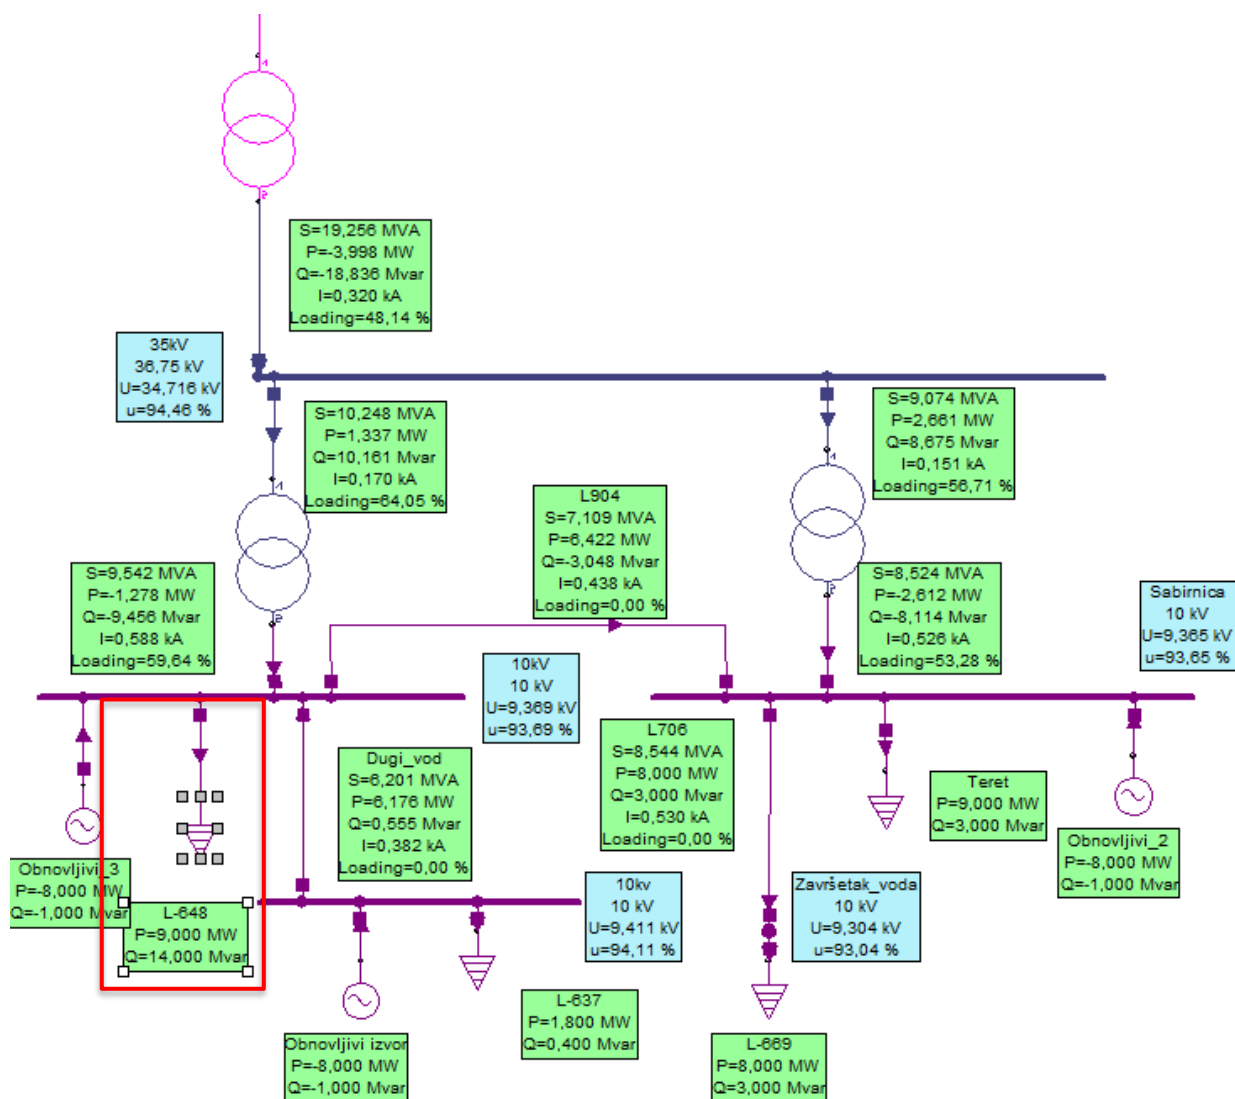 1
2
S=19,256 MVA
P=-3,998 MW
Q=-18,836 Mvar
I=0,320 kA
Loading=48,14 %
35kV
36,75 kV
U=34,716 kV
u=94,46 %
S=10,248 MVA
P=1,337 MW
Q=10,161 Mvar
I=0,170 kA
Loading=64,05 %
S=9,074 MVA
P=2,661 MW
Q=8,675 Mvar
I=0,151 kA
Loading=56,71 %
1
1
2
2
L904
S=7,109 MVA
P=6,422 MW
Q=-3,048 Mvar
I=0,438 kA
Loading=0,00 %
S=9,542 MVA
P=-1,278 MW
Q=-9,456 Mvar
I=0,588 kA
Loading=59,64 %
S=8,524 MVA
P=-2,612 MW
Q=-8,114 Mvar
I=0,526 kA
Loading=53,28 %
Sabirnica
10 kV
U=9,365 kV
u=93,65 %
10kV
10 kV
U=9,369 kV
u=93,69 %
Dugi_vod
S=6,201 MVA
P=6,176 MW
Q=0,555 Mvar
I=0,382 kA
Loading=0,00 %
L706
S=8,544 MVA
P=8,000 MW
Q=3,000 Mvar
I=0,530 kA
Loading=0,00 %
Teret
P=9,000 MW
Q=3,000 Mvar
Obnovljivi_2
P=-8,000 MW
Q=-1,000 Mvar
Obnovljivi_3
P=-8,000 MW
Q=-1,000 Mvar
L-648
P=9,000 MW
Q=14,000 Mvar
10kv
10 kV
U=9,411 kV
u=94,11 %
Završetak_voda
10 kV
U=9,304 kV
u=93,04 %
Obnovljivi izvor
P=-8,000 MW
Q=-1,000 Mvar
L-637
P=1,800 MW
Q=0,400 Mvar
L-669
P=8,000 MW
Q=3,000 Mvar